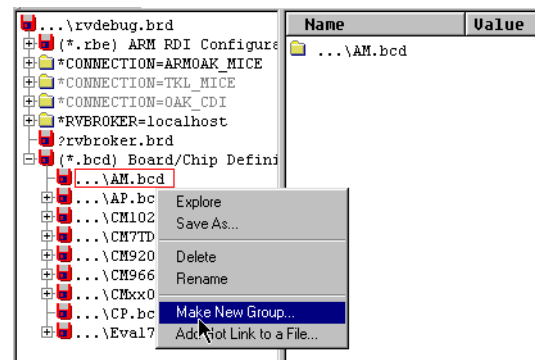 ...\rvdebug.brd
(*.rbe) ARM RDI Configura
*CONNECTION=ARMOAK_MICE
*CONNECTION=TKL_MICE
*CONNECTION=OAK_CDI
*RVBROKER=localhost
?rvbroker.brd
(*.bcd) Board/Chip Defini
...\AM.bcd
...\AP.bc
...\CM102
...\CM7TD
...\CM920
...\CM966
...\CMxx0
...\CP.bc
...\Eval7
Explore
Save As...
Delete
Rename
Make New Group...
Add Hot Link to a File...
Name Value
...\AM.bcd